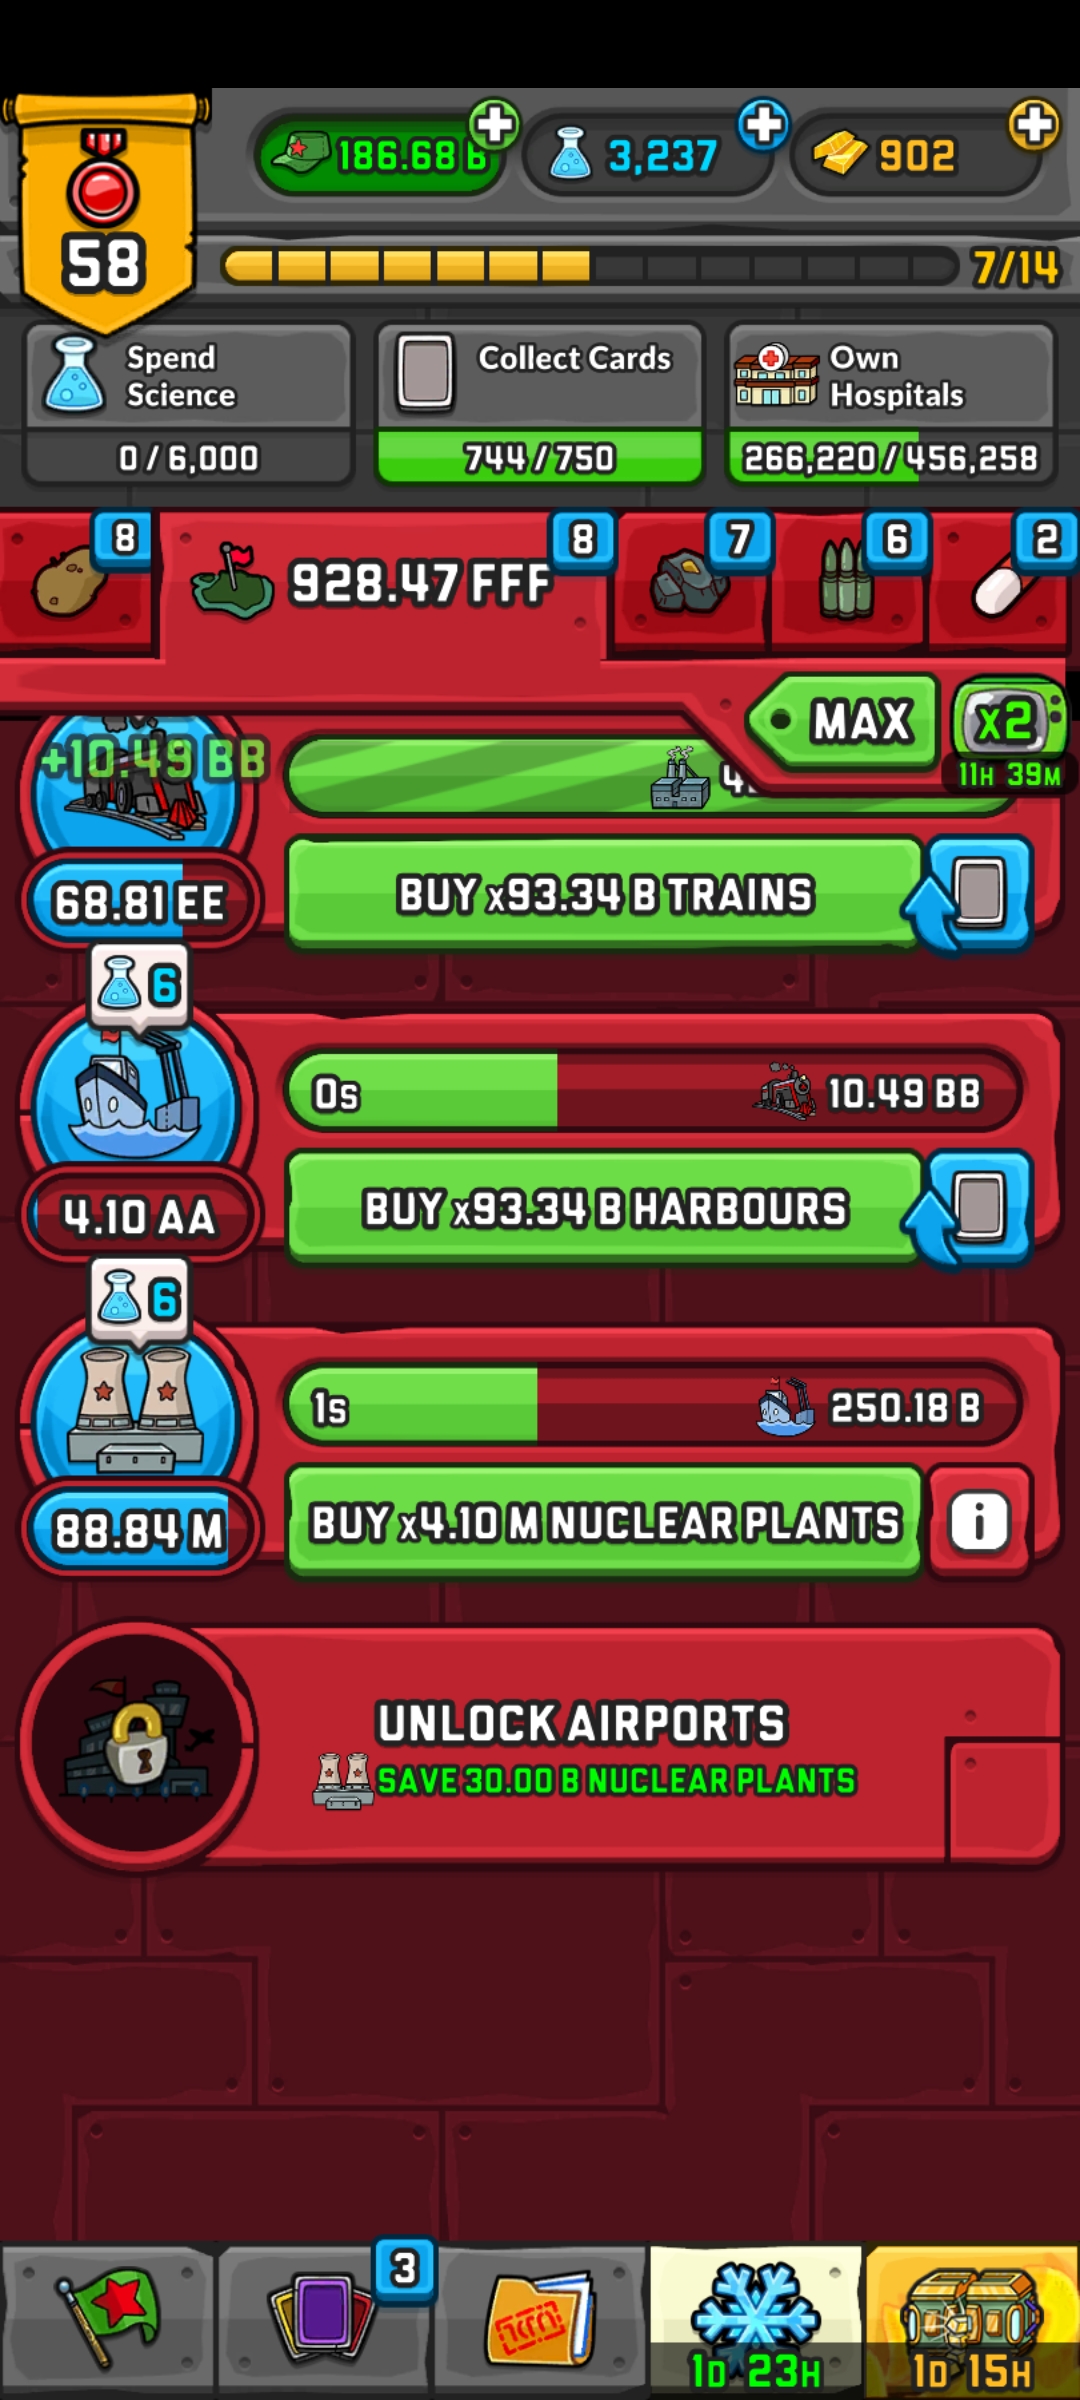 58
186.68 B
3,237
902
7/14
Spend
Science
0 / 6,000
Collect Cards
744 / 750
Own
Hospitals
266,220 / 456,258
8
928.47 FFF
8
7
6
2
MAX
x2
11H 39M
+10.49 BB
68.81 EE
BUY x93.34 B TRAINS
6
0s
10.49 BB
4.10 AA
BUY x93.34 B HARBOURS
6
1s
250.18 B
88.84 M
BUY x4.10 M NUCLEAR PLANTS
i
UNLOCK AIRPORTS
SAVE 30.00 B NUCLEAR PLANTS
3
1D 23H
1D 15H